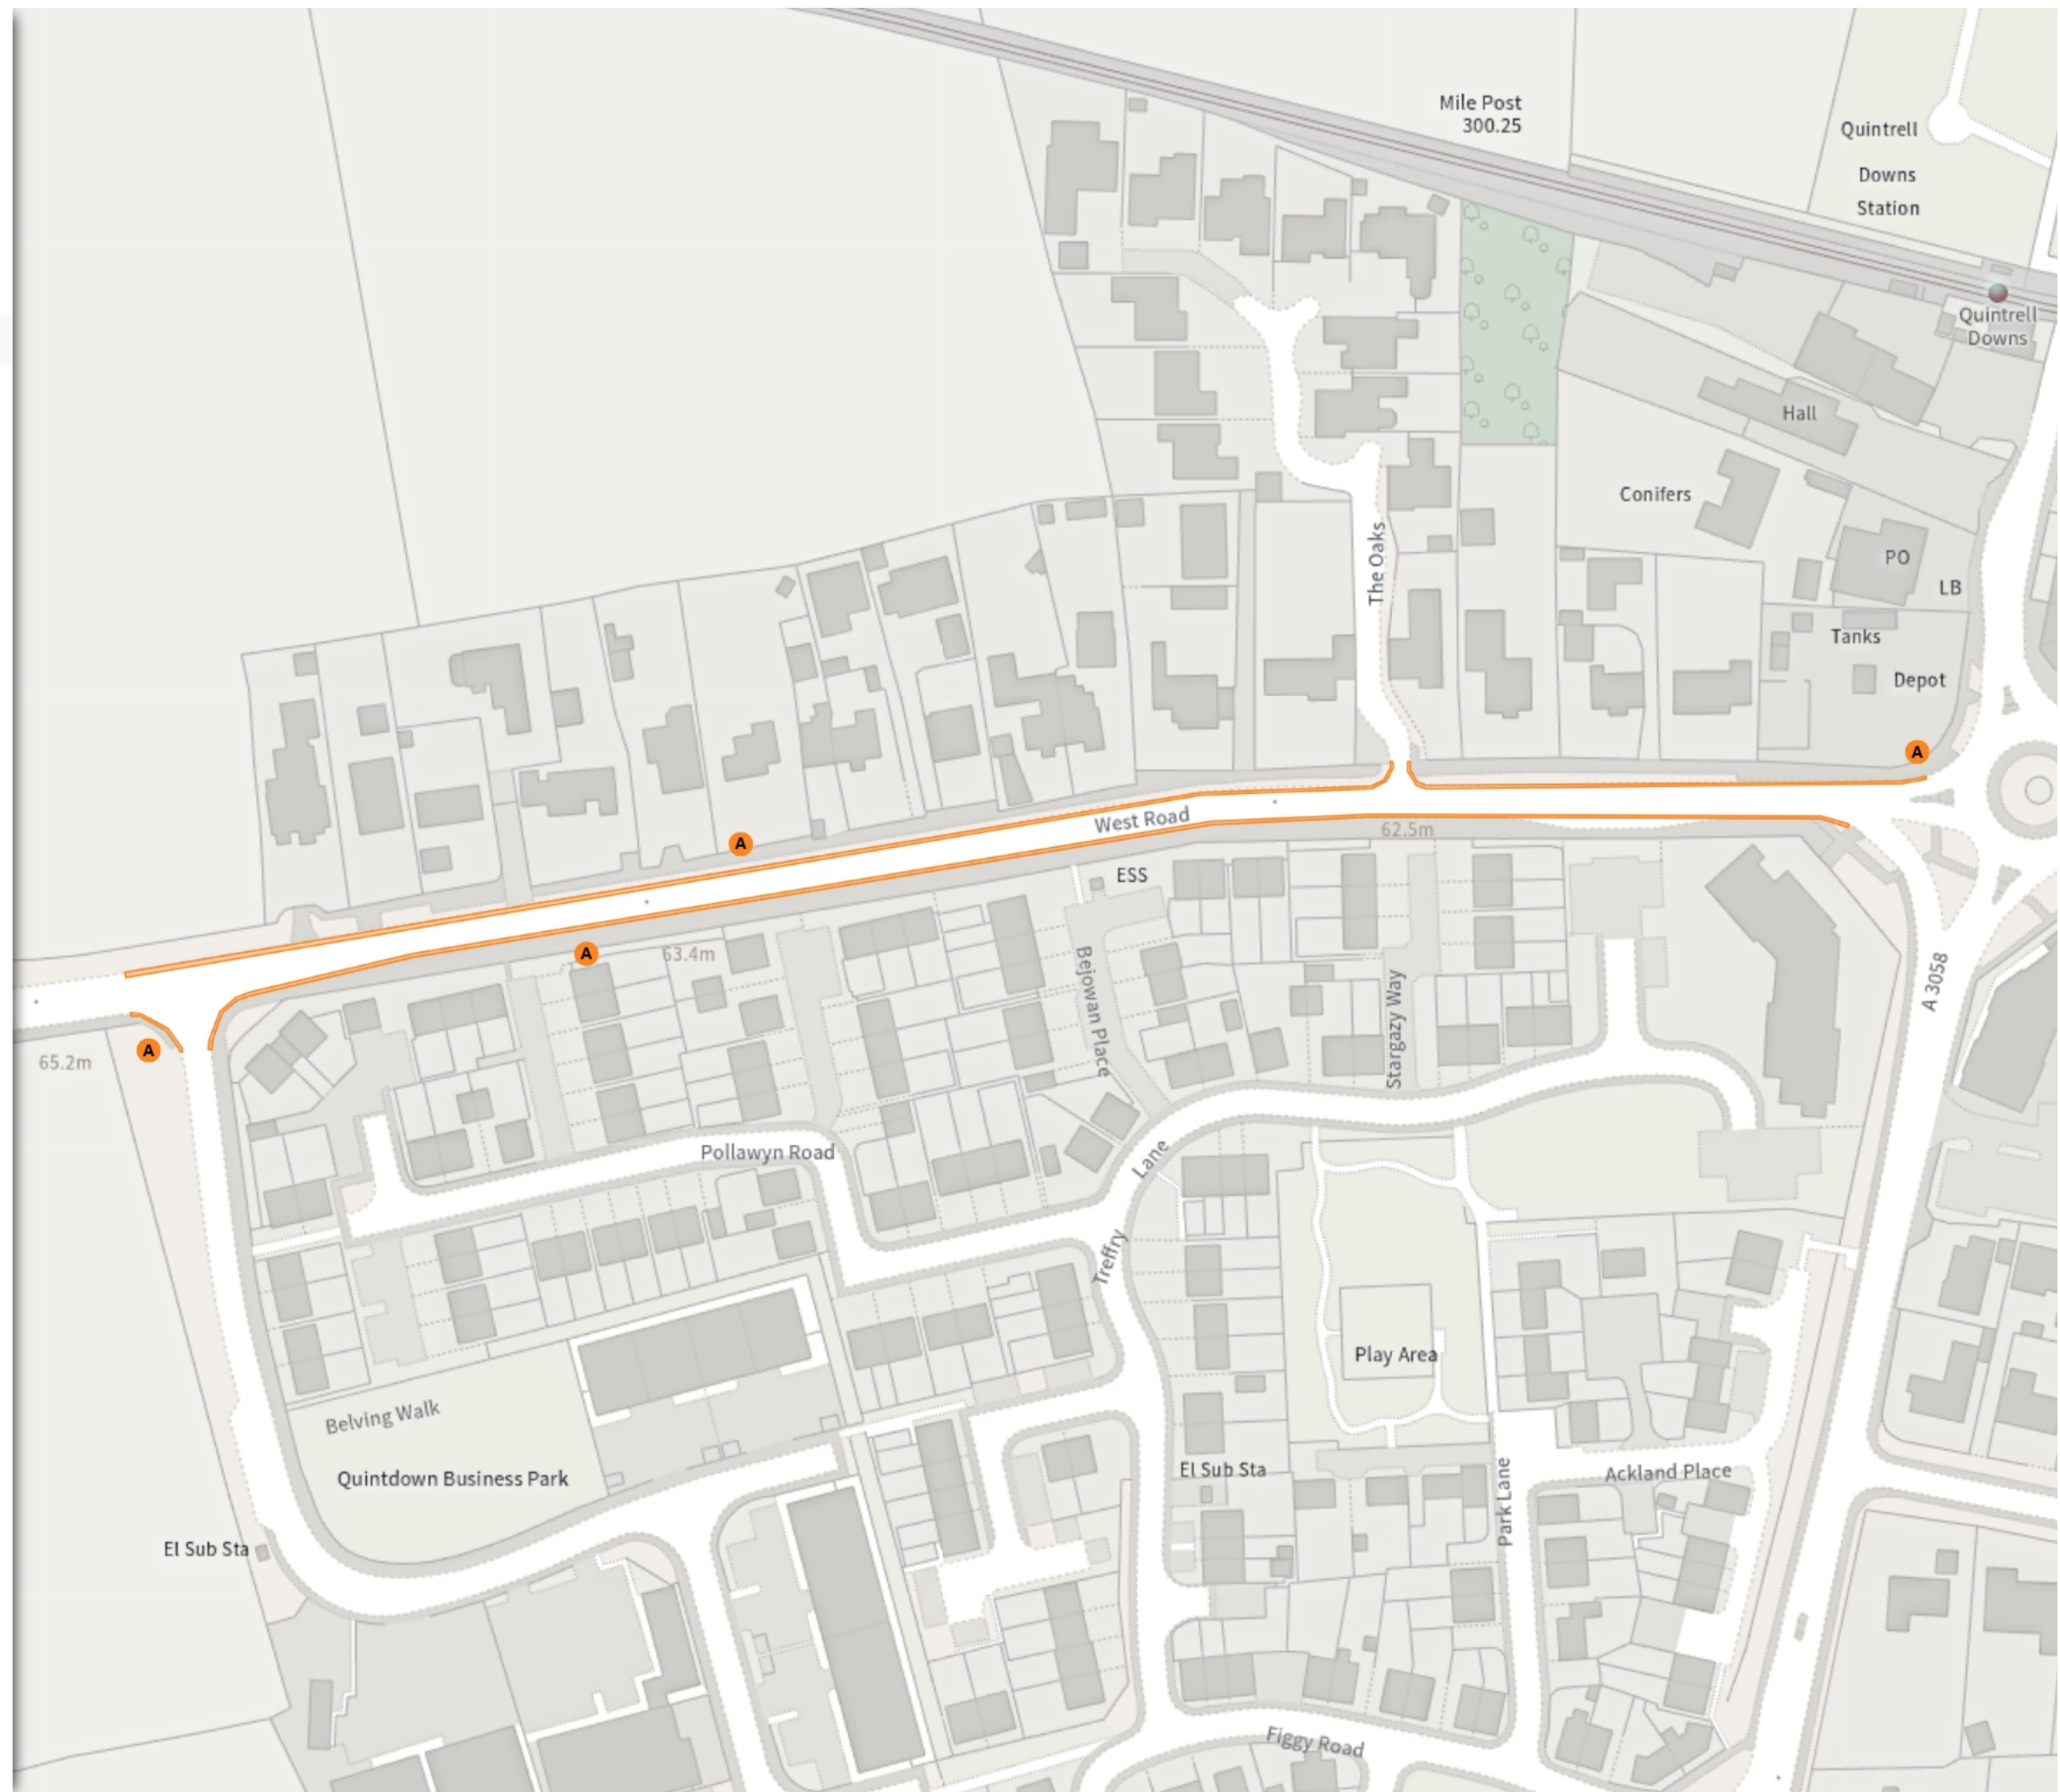 Mile Post
300.25
Quintrell
Downs
Station
Quintrell
Downs
Hall
Conifers
The Oaks
PO
LB
Tanks
Depot
A
A
West Road
62.5m
ESS
A
63.4m
A
65.2m
Bejowan Place
Stargazy Way
A 3058
Pollawyn Road
Treffry Lane
Play Area
Belving Walk
Quintdown Business Park
El Sub Sta
Ackland Place
Park Lane
El Sub Sta
Figgy Road